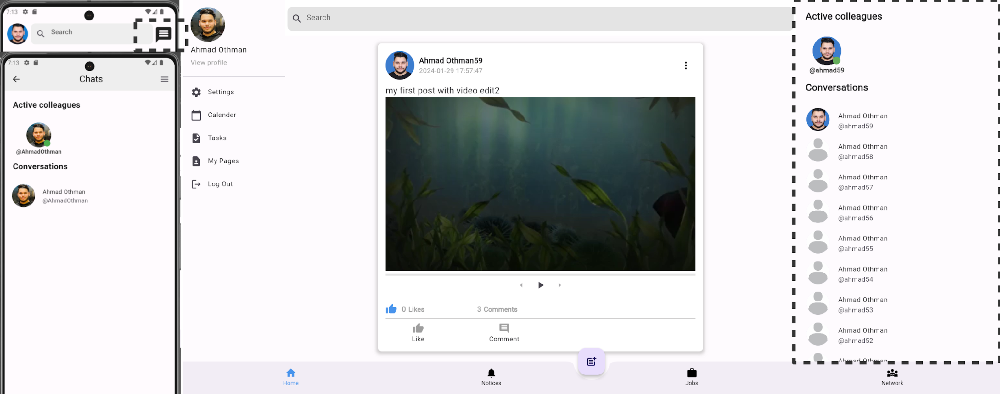 7:13
Search
7:13
Chats
Active colleagues
@AhmadOthman
Conversations
Ahmad Othman
@AhmadOthman
Ahmad Othman
View profile
Settings
Calender
Tasks
My Pages
Log Out
Search
Ahmad Othman59
2024-01-29 17:57:47
my first post with video edit2
0 Likes
3 Comments
Like
Comment
Home
Notices
Jobs
Network
Active colleagues
@ahmad59
Conversations
Ahmad Othman
@ahmad59
Ahmad Othman
@ahmad58
Ahmad Othman
@ahmad57
Ahmad Othman
@ahmad56
Ahmad Othman
@ahmad55
Ahmad Othman
@ahmad54
Ahmad Othman
@ahmad53
Ahmad Othman
@ahmad52
Ahmad Othman